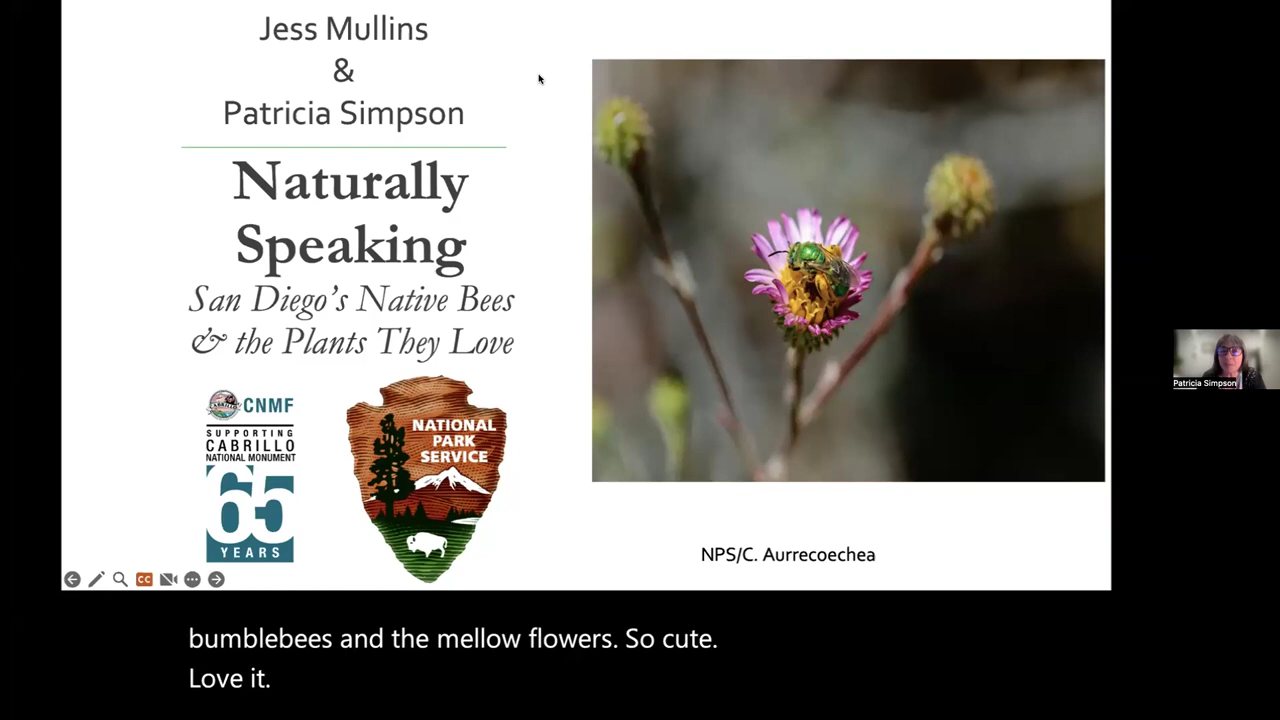 Jess Mullins
&
Patricia Simpson
Naturally
Speaking
San Diego's Native Bees
& the Plants They Love
CNMF
SUPPORTING
CABRILLO
NATIONAL MONUMENT
65
YEARS
NATIONAL
PARK
SERVICE
NPS/C. Aurrecoechea
CC
Patricia Simpson
bumblebees and the mellow flowers. So cute.
Love it.